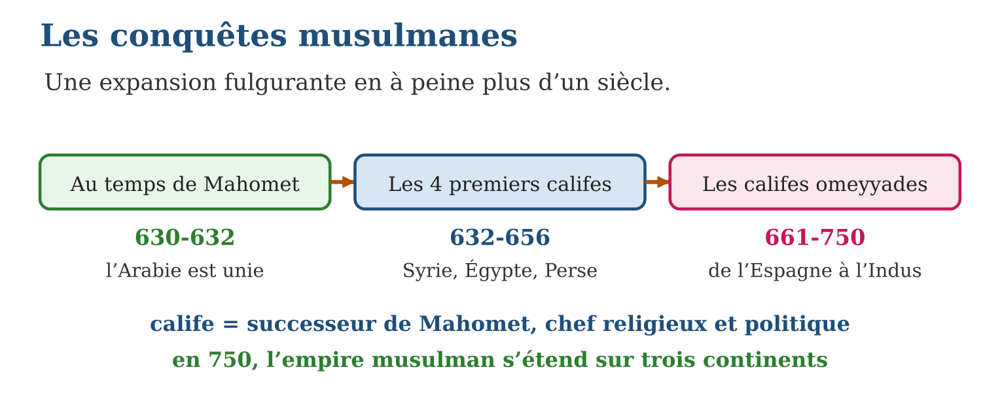 Les conquêtes musulmanes
Une expansion fulgurante en à peine plus d’un siècle.
Au temps de Mahomet
Les 4 premiers califes
Les califes omeyyades
630-632
632-656
661-750
l’Arabie est unie
Syrie, Égypte, Perse
de l’Espagne à l’Indus
calife = successeur de Mahomet, chef religieux et politique
en 750, l’empire musulman s’étend sur trois continents